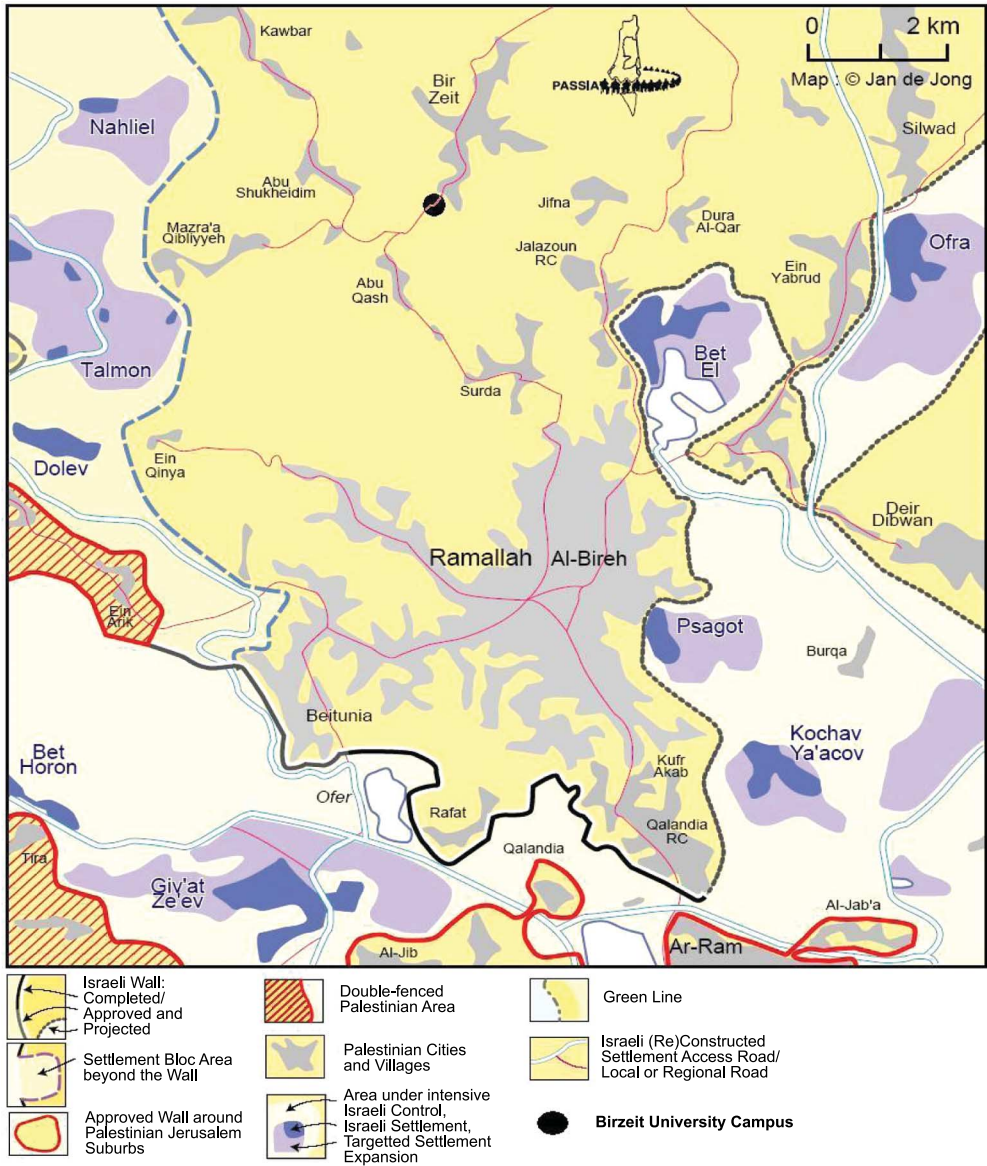 Kawbar
0 2 km
Map : © Jan de Jong
Bir
Zeit
PASSIA
Nahliel
Silwad
Abu
Shukheidim
Jifna
Dura
Al-Qar
Mazra'a
Qibliyyeh
Jalazoun
RC
Ofra
Ein
Yabrud
Abu
Qash
Talmon
Bet
El
Surda
Dolev
Ein
Qinya
Deir
Dibwan
Ramallah
Al-Bireh
Ein
Arik
Psagot
Burqa
Beitunia
Kochav
Ya'acov
Bet
Horon
Kufr
Akab
Ofer
Rafat
Qalandia
RC
Qalandia
Tira
Giv'at
Ze'ev
Al-Jab'a
Al-Jib
Ar-Ram
Israeli Wall:
Completed/
Approved and
Projected
Settlement Bloc Area
beyond the Wall
Approved Wall around
Palestinian Jerusalem
Suburbs
Double-fenced
Palestinian Area
Palestinian Cities
and Villages
Area under intensive
Israeli Control,
Israeli Settlement,
Targetted Settlement
Expansion
Green Line
Israeli (Re)Constructed
Settlement Access Road/
Local or Regional Road
Birzeit University Campus